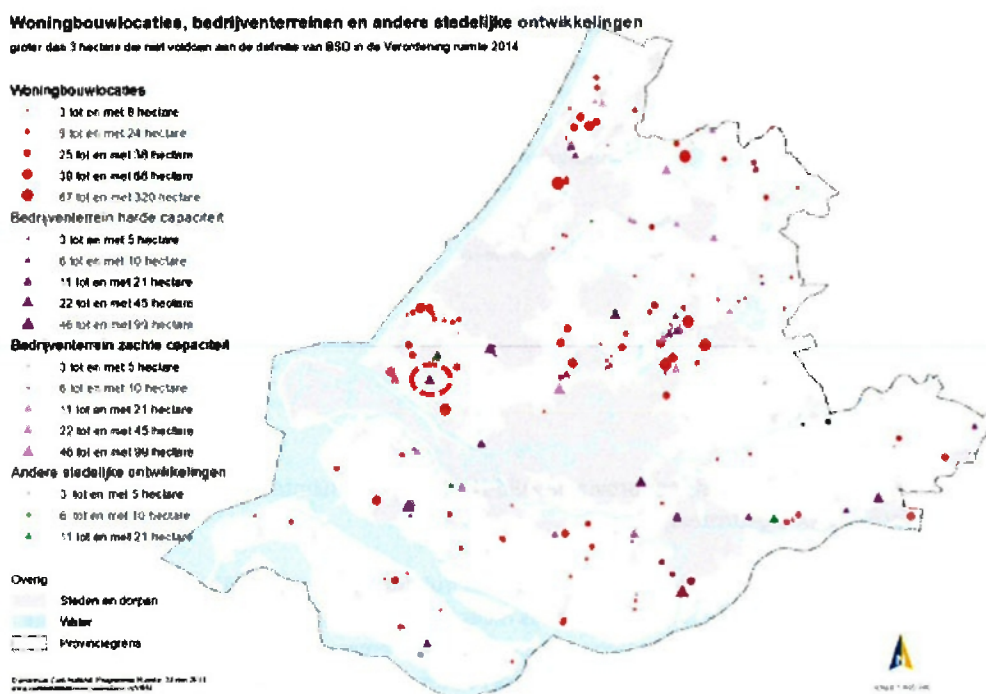 Woningbouwlocaties, bedrijventerreinen en andere stedelijke ontwikkelingen
groter dan 3 hectare die niet voldoen aan de definitie van BSD in de Verordening ruimte 2014
Woningbouwlocaties
3 tot en met 8 hectare
9 tot en met 24 hectare
25 tot en met 38 hectare
39 tot en met 66 hectare
67 tot en met 320 hectare
Bedrijventerrein harde capaciteit
3 tot en met 5 hectare
6 tot en met 10 hectare
11 tot en met 21 hectare
22 tot en met 45 hectare
46 tot en met 99 hectare
Bedrijventerrein zachte capaciteit
3 tot en met 5 hectare
6 tot en met 10 hectare
11 tot en met 21 hectare
22 tot en met 45 hectare
46 tot en met 99 hectare
Andere stedelijke ontwikkelingen
3 tot en met 5 hectare
6 tot en met 10 hectare
11 tot en met 21 hectare
Overig
Steden en dorpen
Water
Provinciegrens